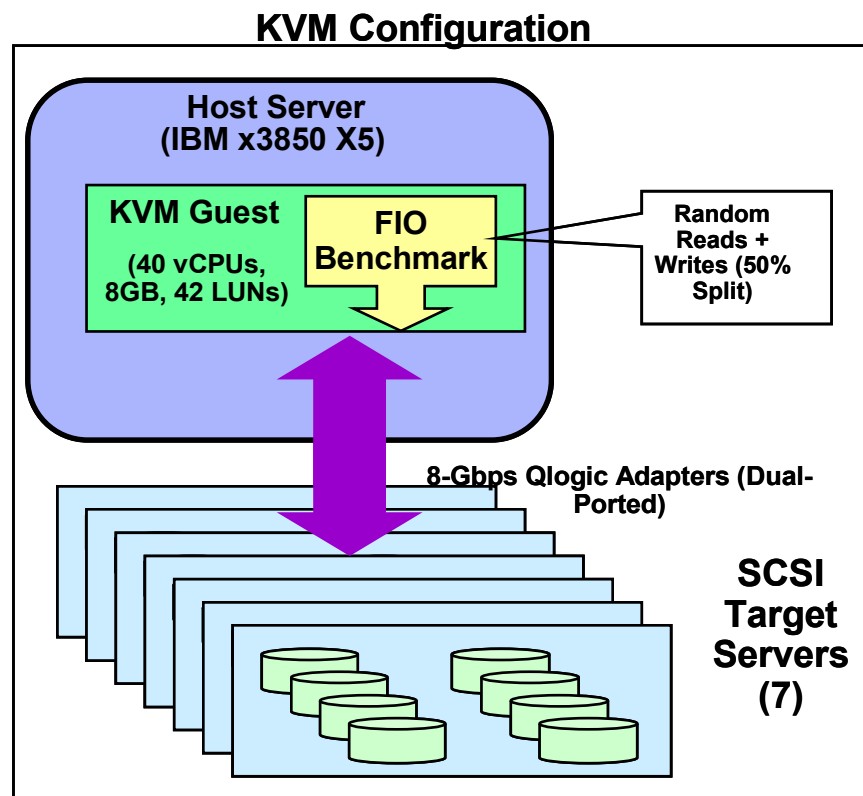 KVM Configuration
Host Server
(IBM x3850 X5)
KVM Guest
(40 vCPUs,
8GB, 42 LUNs)
FIO
Benchmark
Random
Reads +
Writes (50%
Split)
8-Gbps Qlogic Adapters (Dual-
Ported)
SCSI
Target
Servers
(7)